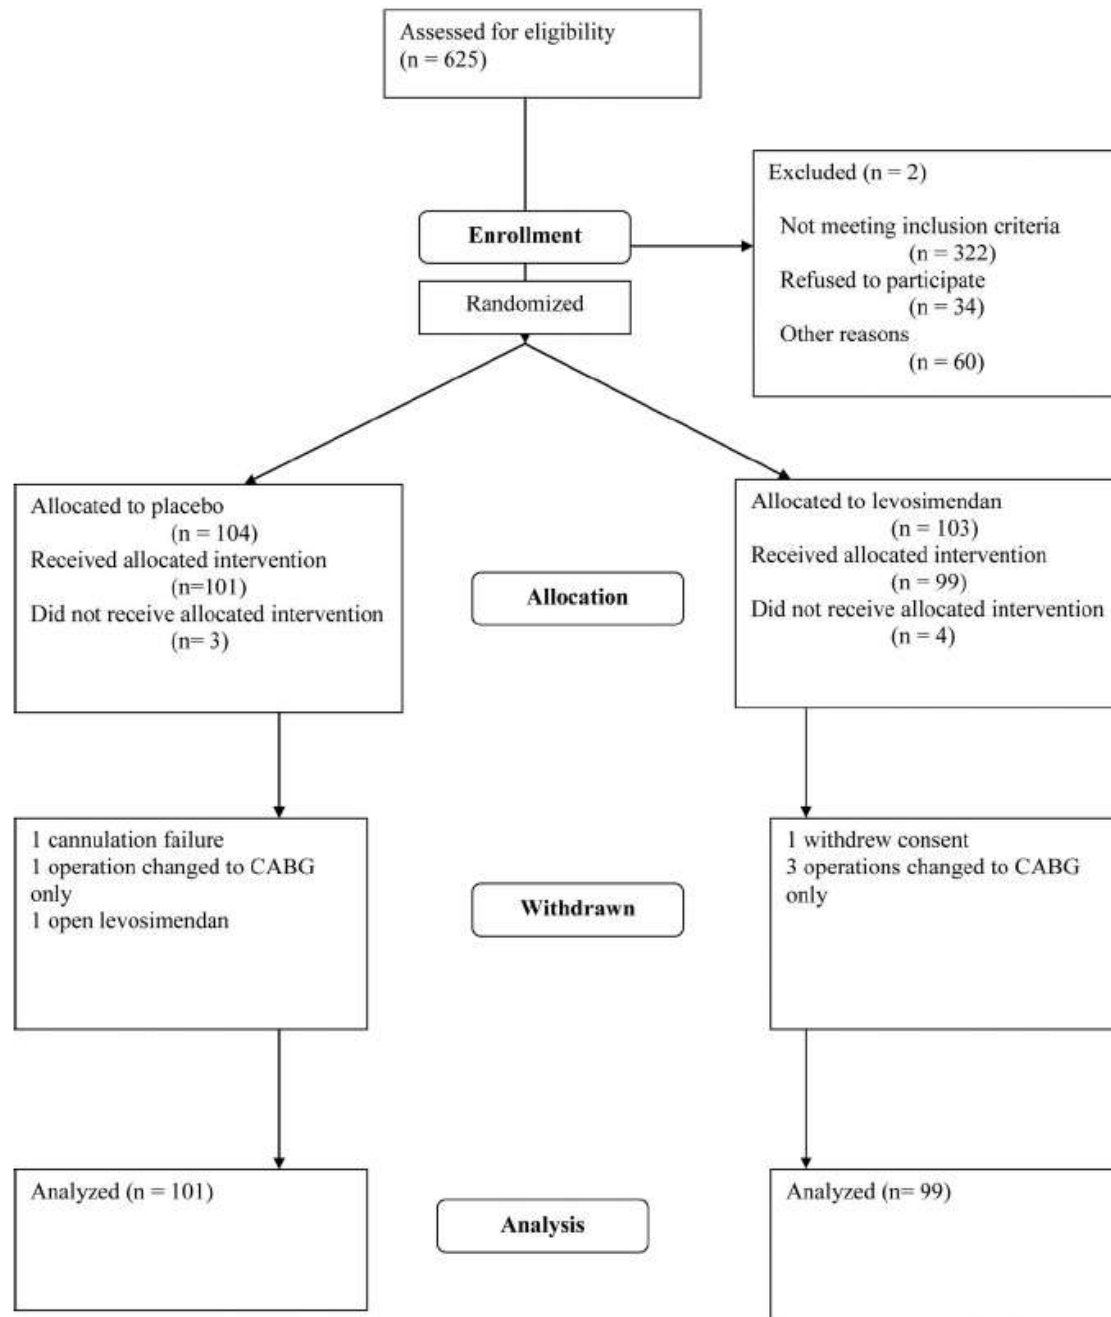 Assessed for eligibility
(n = 625)
Excluded (n = 2)
Not meeting inclusion criteria
(n = 322)
Refused to participate
(n = 34)
Other reasons
(n = 60)
Enrollment
Randomized
Allocated to placebo
(n = 104)
Received allocated intervention
(n=101)
Did not receive allocated intervention
(n= 3)
Allocation
Allocated to levosimendan
(n = 103)
Received allocated intervention
(n = 99)
Did not receive allocated intervention
(n = 4)
1 cannulation failure
1 operation changed to CABG
only
1 open levosimendan
Withdrawn
1 withdrew consent
3 operations changed to CABG
only
Analyzed (n = 101)
Analysis
Analyzed (n= 99)